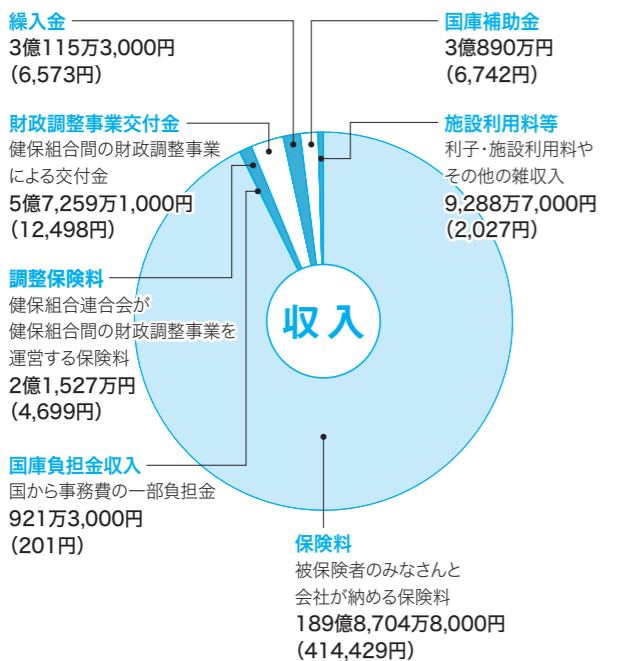 繰入金
3億115万3,000円
（6,573円）
国庫補助金
3億890万円
（6,742円）
財政調整事業交付金
健保組合間の財政調整事業
による交付金
5億7,259万1,000円
（12,498円）
施設利用料等
利子・施設利用料や
その他の雑収入
9,288万7,000円
（2,027円）
調整保険料
健保組合連合会が
健保組合間の財政調整事業を
運営する保険料
2億1,527万円
（4,699円）
収入
国庫負担金収入
国から事務費の一部負担金
921万3,000円
（201円）
保険料
被保険者のみなさんと
会社が納める保険料
189億8,704万8,000円
（414,429円）